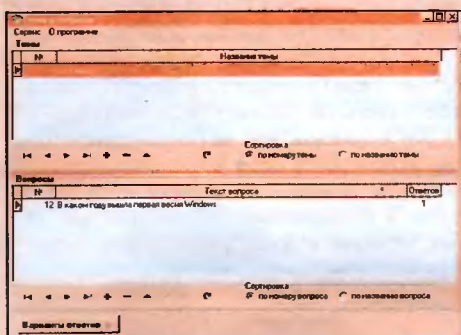 Сервис О программе
Темы
№ Название темы
Сортировка
по номеру темы по названию темы
Вопросы
№ Текст вопроса Ответов
12 В каком году вышла первая весия Windows 1
Сортировка
по номеру вопроса по названию вопроса
Варианты ответов